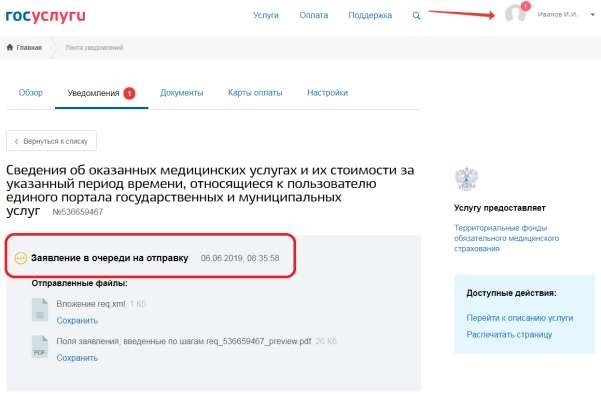 госуслуги
Услуги Оплата Поддержка
1
Иванов И.И.
Главная Лента уведомлений
Обзор Уведомления 1 Документы Карты оплаты Настройки
Вернуться к списку
Сведения об оказанных медицинских услугах и их стоимости за
указанный период времени, относящиеся к пользователю
единого портала государственных и муниципальных
услуг №536659467
Заявление в очереди на отправку 06.06.2019, 08:35:58
Отправленные файлы:
Вложение req.xml 1 КБ
Сохранить
PDF
Поля заявления, введенные по шагам req_536659467_preview.pdf 26 КБ
Сохранить
Услугу предоставляет
Территориальные фонды
обязательного медицинского
страхования
Доступные действия:
Перейти к описанию услуги
Распечатать страницу